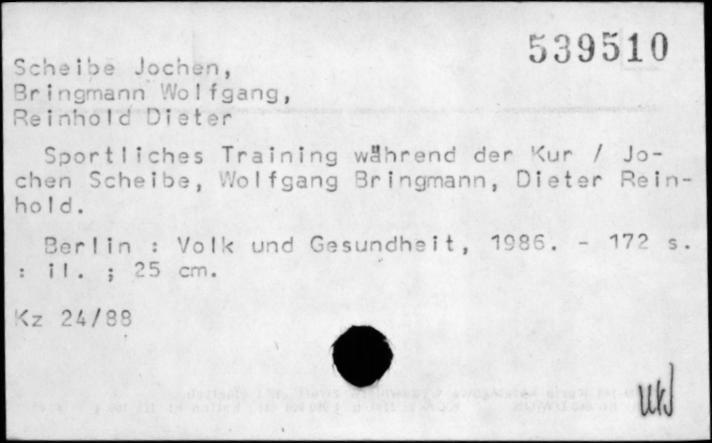 539510
Scheibe Jochen,
Bringmann Wolfgang,
Reinhold Dieter
Sportliches Training während der Kur / Jo-
chen Scheibe, Wolfgang Bringmann, Dieter Rein-
hold.
Berlin : Volk und Gesundheit, 1986. - 172 s.
: il. ; 25 cm.
Kz 24/88